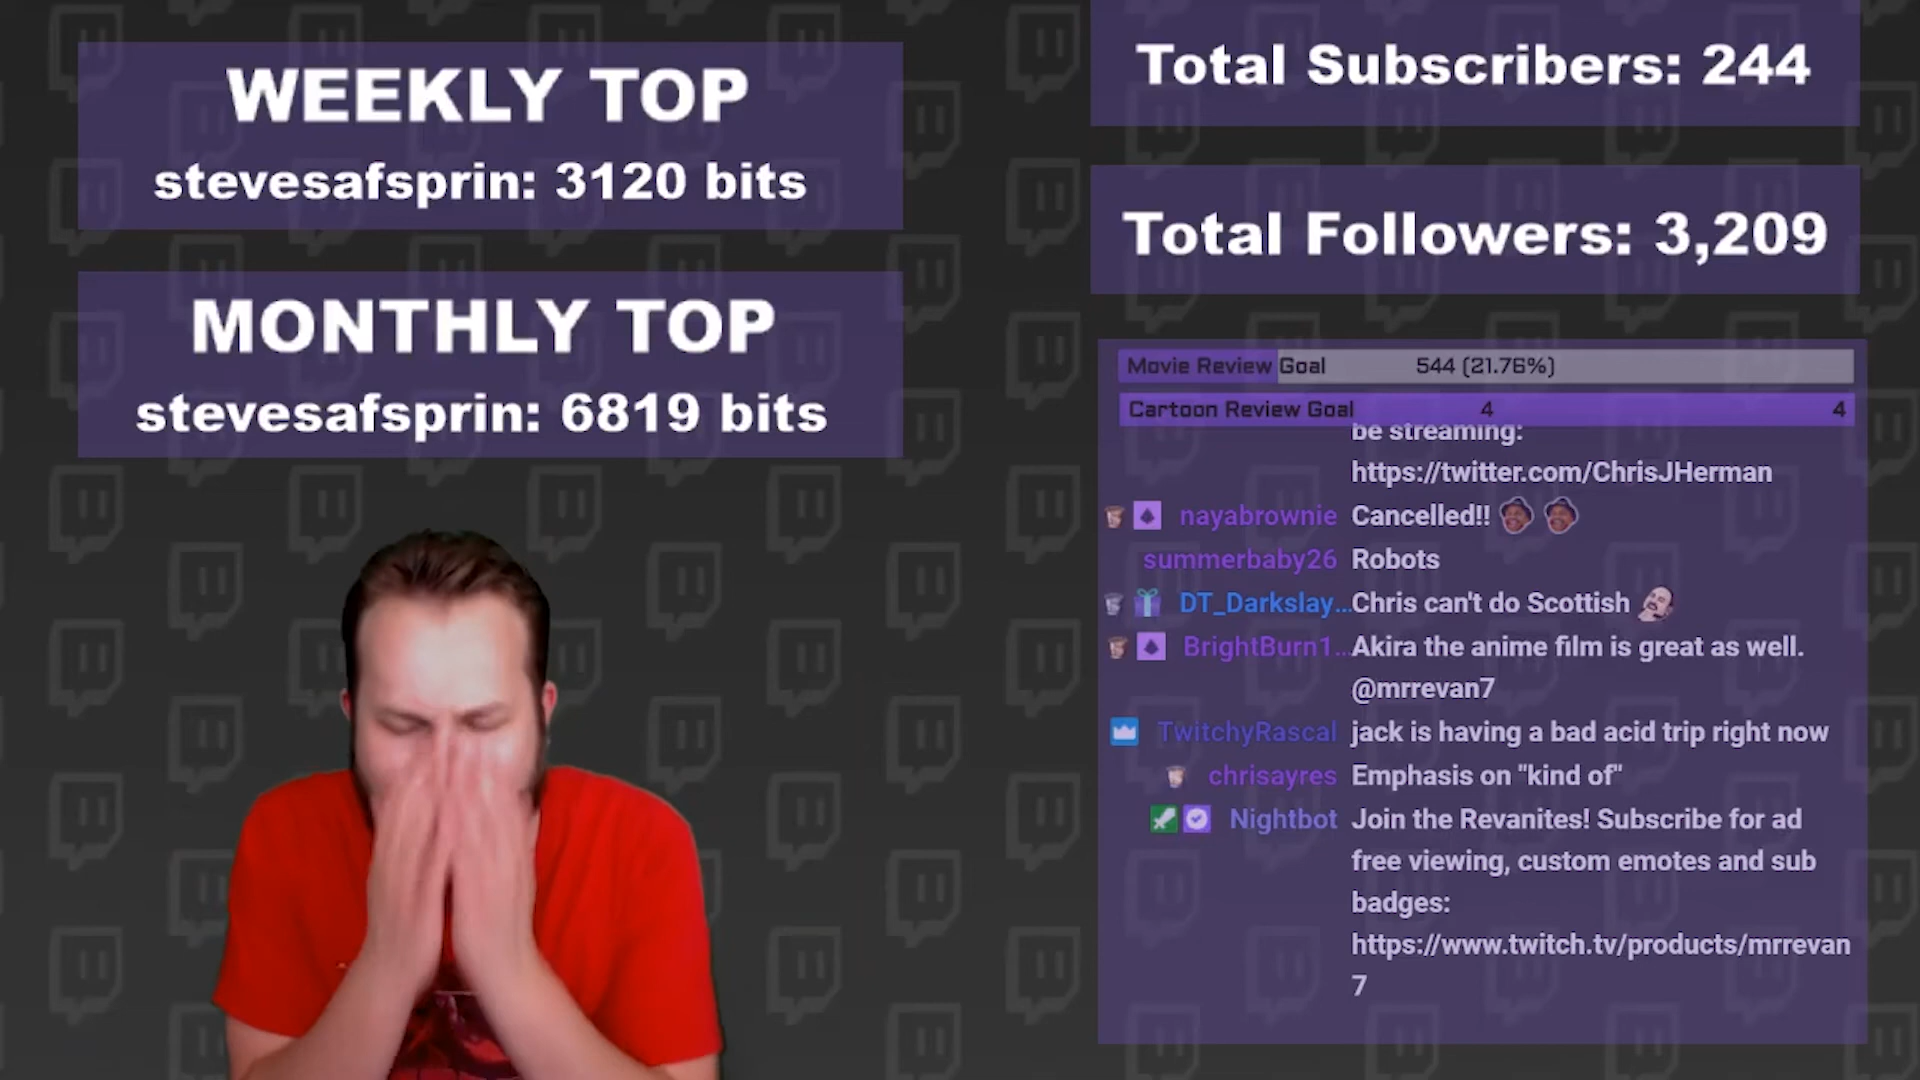 WEEKLY TOP
stevesafsprin: 3120 bits
MONTHLY TOP
stevesafsprin: 6819 bits
Total Subscribers: 244
Total Followers: 3,209
Movie Review Goal 544 (21.76%)
Cartoon Review Goal 4 4
be streaming:
https://twitter.com/ChrisJHerman
nayabrownie Cancelled!!
summerbaby26 Robots
DT_Darkslay... Chris can't do Scottish
BrightBurn1... Akira the anime film is great as well.
@mrrevan7
TwitchyRascal jack is having a bad acid trip right now
chrisayres Emphasis on "kind of"
Nightbot Join the Revanites! Subscribe for ad
free viewing, custom emotes and sub
badges:
https://www.twitch.tv/products/mrrevan
7